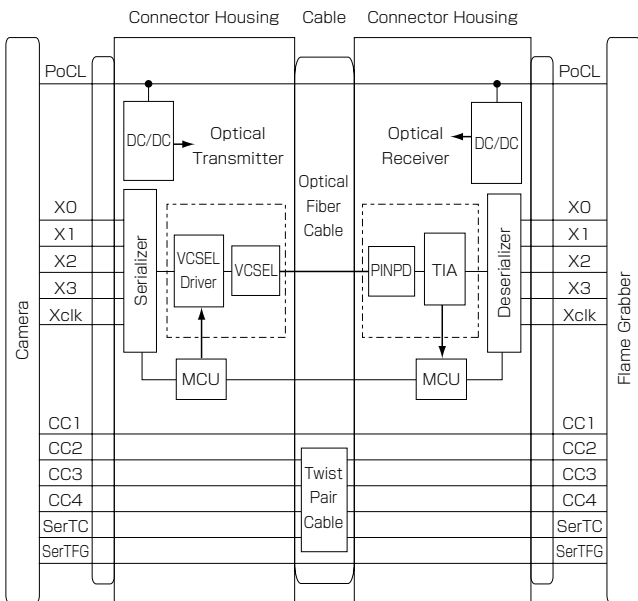 Connector Housing Cable Connector Housing
PoCL PoCL
DC/DC
Optical
Transmitter
Optical
Receiver
DC/DC
Optical
Fiber
Cable
X0 X0
X1 X1
X2 X2
X3 X3
Xclk Xclk
Camera
Serializer
VCSEL
Driver
VCSEL
PINPD
TIA
Deserializer
Flame Grabber
MCU MCU
CC1 CC1
CC2 CC2
CC3 CC3
CC4 CC4
SerTC SerTC
SerTFG SerTFG
Twist
Pair
Cable